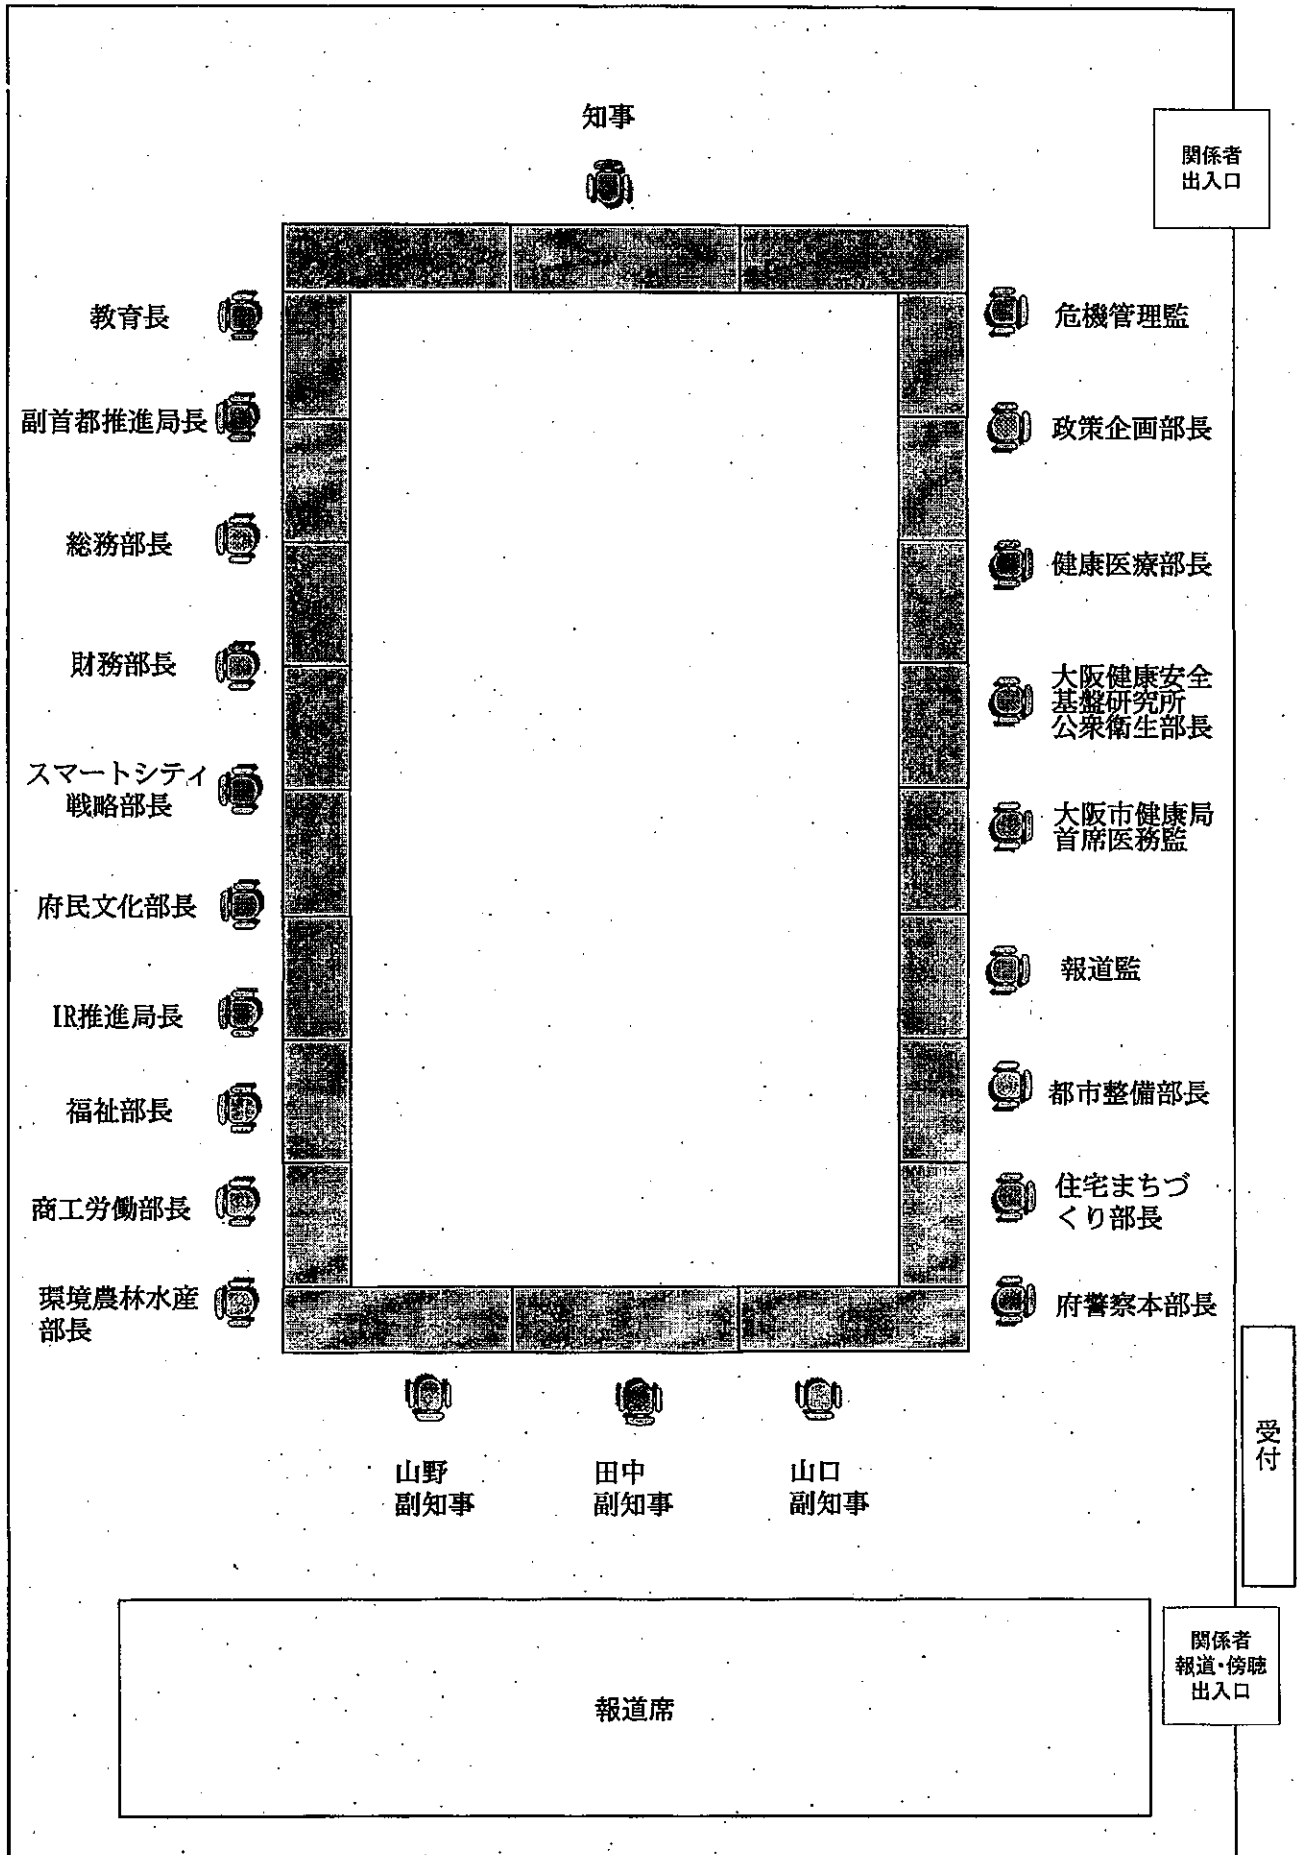 知事
関係者
出入口
教育長
副首都推進局長
総務部長
財務部長
スマートシティ
戦略部長
府民文化部長
IR推進局長
福祉部長
商工労働部長
環境農林水産
部長
危機管理監
政策企画部長
健康医療部長
大阪健康安全
基盤研究所
公衆衛生部長
大阪市健康局
首席医務監
報道監
都市整備部長
住宅まちづ
くり部長
府警察本部長
山野
副知事
田中
副知事
山口
副知事
受付
関係者
報道・傍聴
出入口
報道席